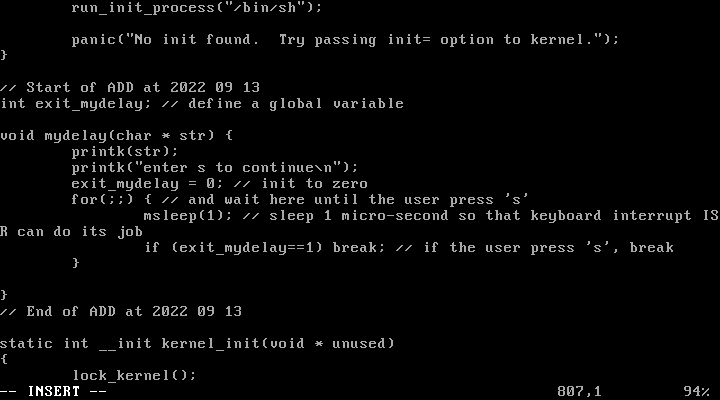 run_init_process("/bin/sh");

        panic("No init found.  Try passing init= option to kernel.");
}

// Start of ADD at 2022 09 13
int exit_mydelay; // define a global variable

void mydelay(char * str) {
        printk(str);
        printk("enter s to continue\n");
        exit_mydelay = 0; // init to zero
        for(;;) { // and wait here until the user press 's'
                msleep(1); // sleep 1 micro-second so that keyboard interrupt IS
R can do its job
                if (exit_mydelay==1) break; // if the user press 's', break
        }

}
// End of ADD at 2022 09 13

static int __init kernel_init(void * unused)
{
        lock_kernel();
-- INSERT --                                                  807,1         94%